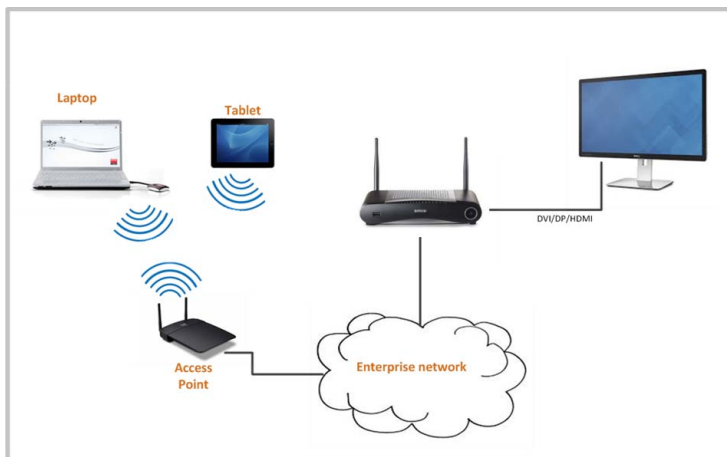 Laptop
Tablet
DVI/DP/HDMI
Access
Point
Enterprise network